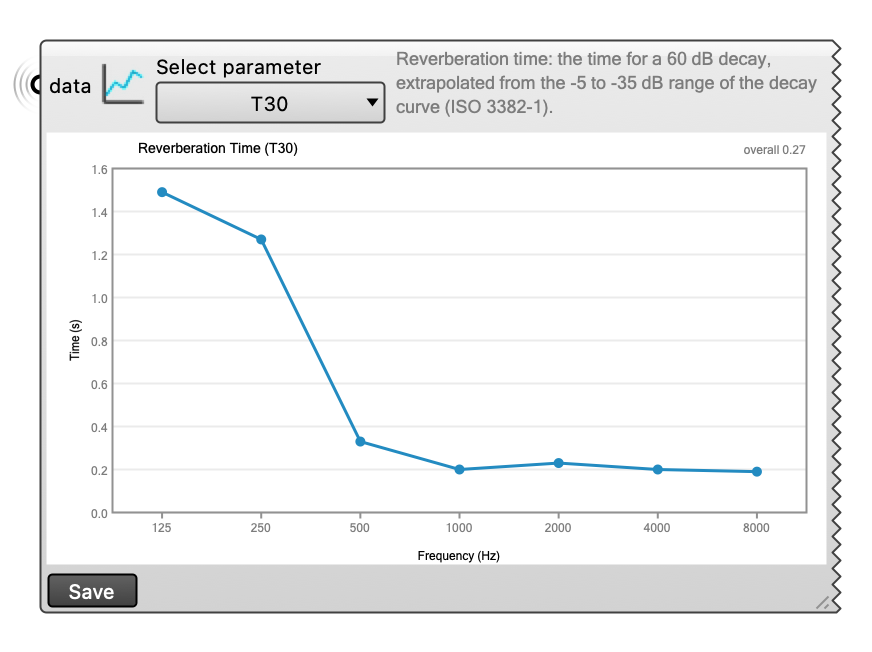 data
Select parameter
T30
Reverberation time: the time for a 60 dB decay,
extrapolated from the -5 to -35 dB range of the decay
curve (ISO 3382-1).
Reverberation Time (T30)
overall 0.27
1.6
1.4
1.2
1.0
0.8
0.6
0.4
0.2
0.0
Time (s)
125 250 500 1000 2000 4000 8000
Frequency (Hz)
Save